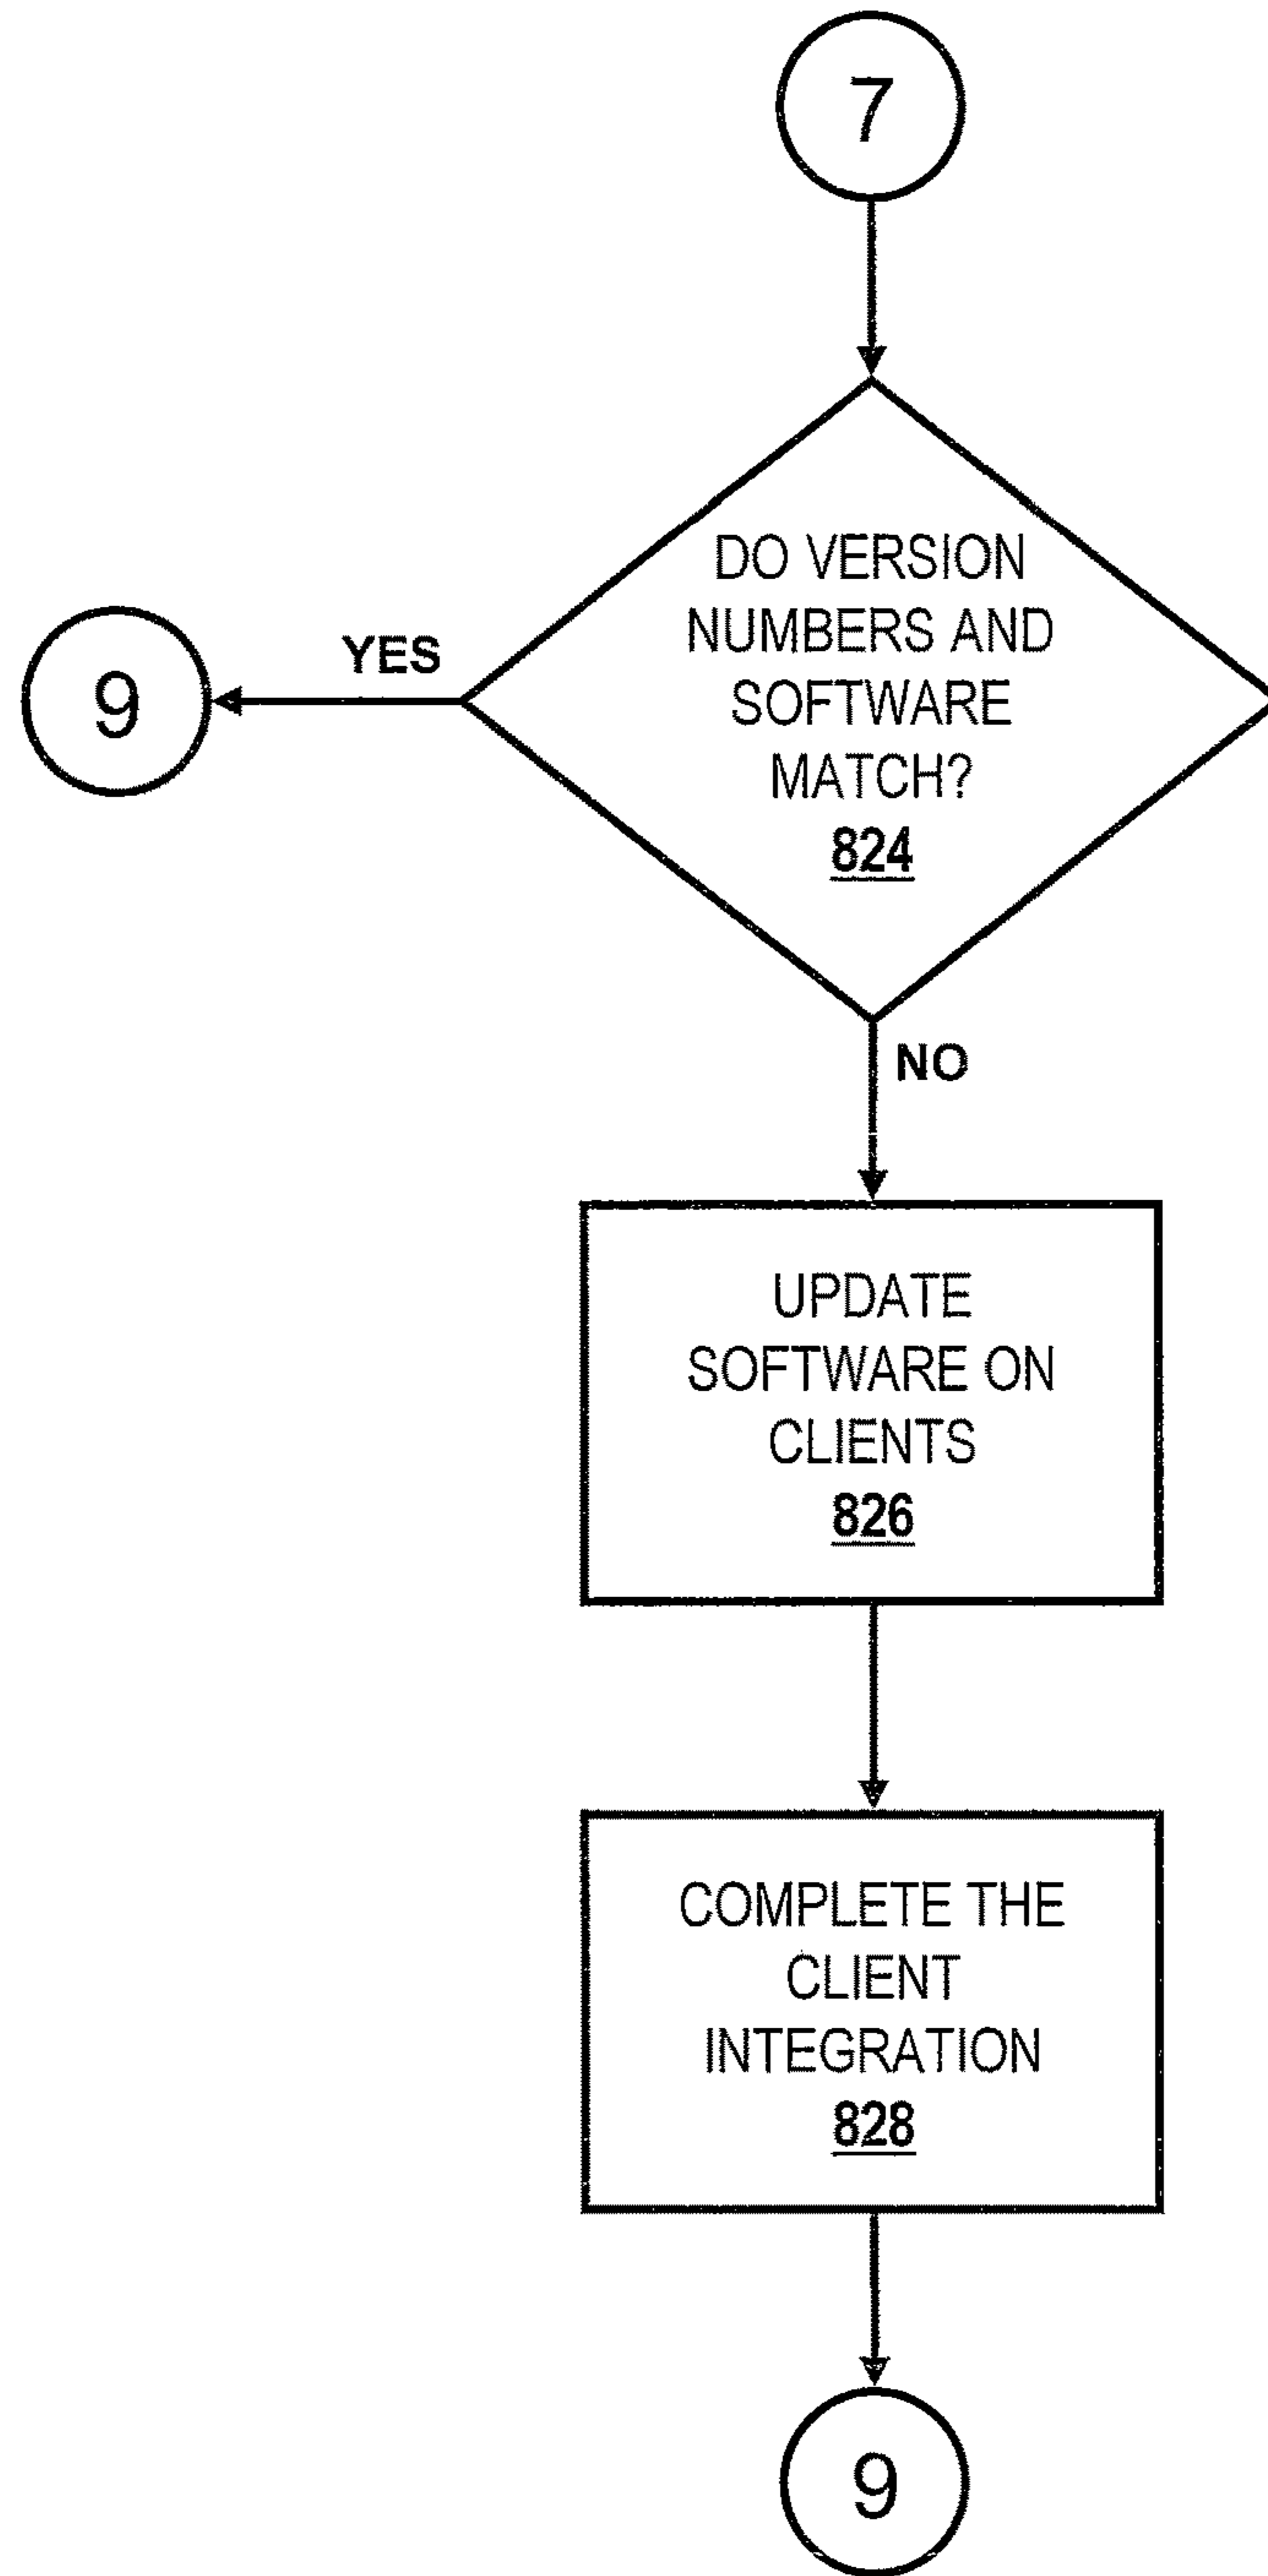 7
DO VERSION
NUMBERS AND
SOFTWARE
MATCH?
824
YES
9
NO
UPDATE
SOFTWARE ON
CLIENTS
826
COMPLETE THE
CLIENT
INTEGRATION
828
9